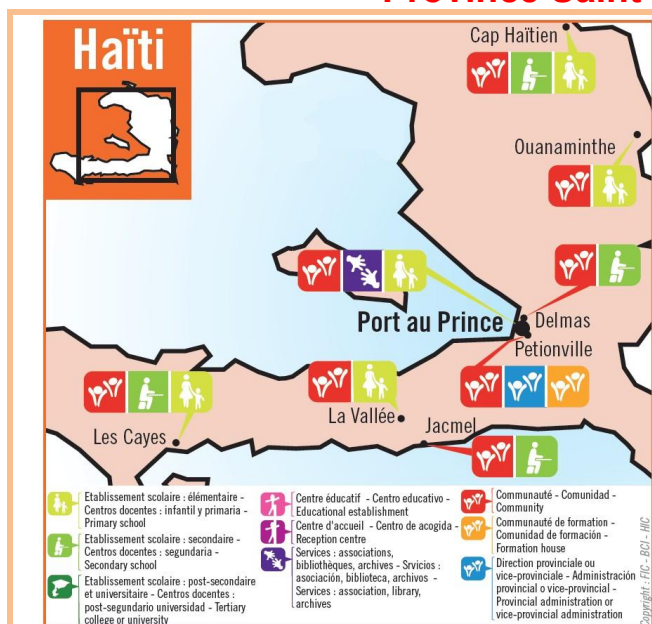 Province Saint
Haïti
Cap Haïtien
Ouanaminthe
Port au Prince
Delmas
Petionville
La Vallée
Les Cayes
Jacmel
Etablissement scolaire : élémentaire -
Centros docentes : infantil y primaria -
Primary school
Etablissement scolaire : secondaire -
Centros docentes : segundaria -
Secondary school
Etablissement scolaire : post-secondaire
et universitaire - Centros docentes :
post-segundario universidad - Tertiary
college or university
Centre éducatif - Centro educativo -
Educational establishment
Centre d'accueil - Centro de acogida -
Reception centre
Services : associations,
bibliothèques, archives - Srvicios :
asociación, biblioteca, archivos -
Services : association, library,
archives
Communauté - Comunidad -
Community
Communauté de formation -
Comunidad de formación -
Formation house
Direction provinciale ou
vice-provinciale - Administración
provincial o vice-provincial -
Provincial administration or
vice-provincial administration
Copyright : FIC - BCI - HIC